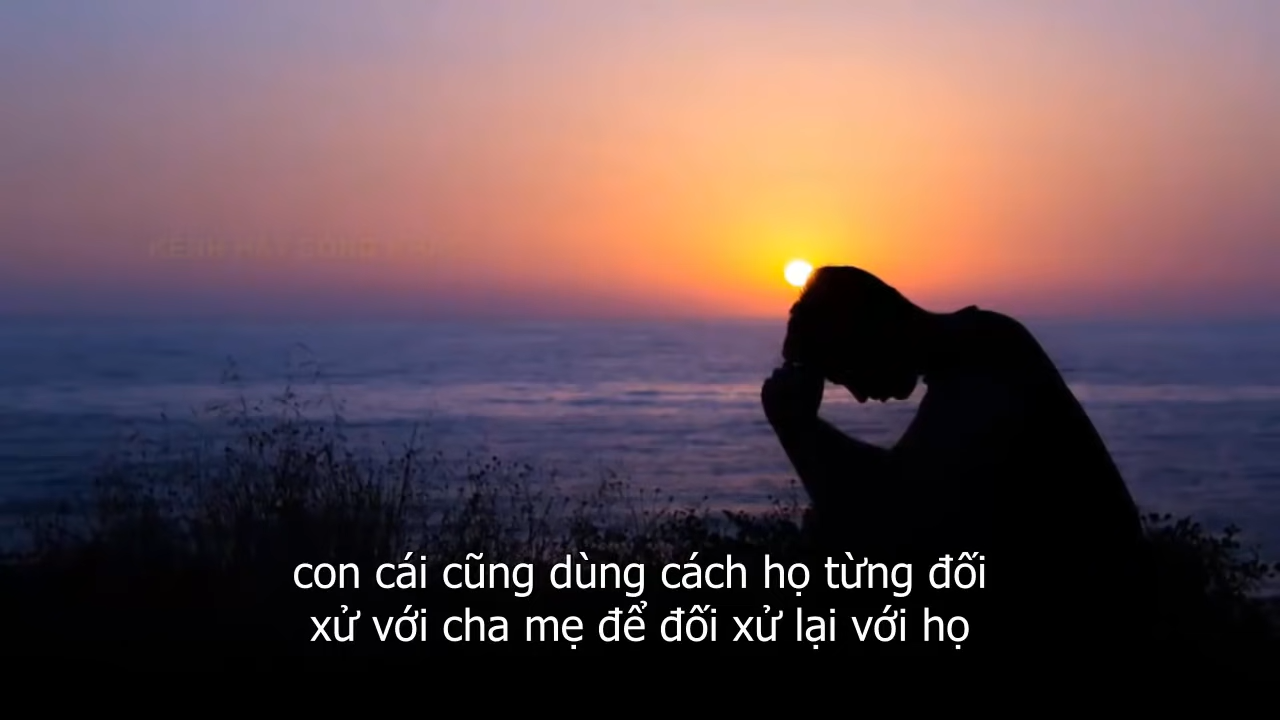 con cái cũng dùng cách họ từng đối
xử với cha mẹ để đối xử lại với họ